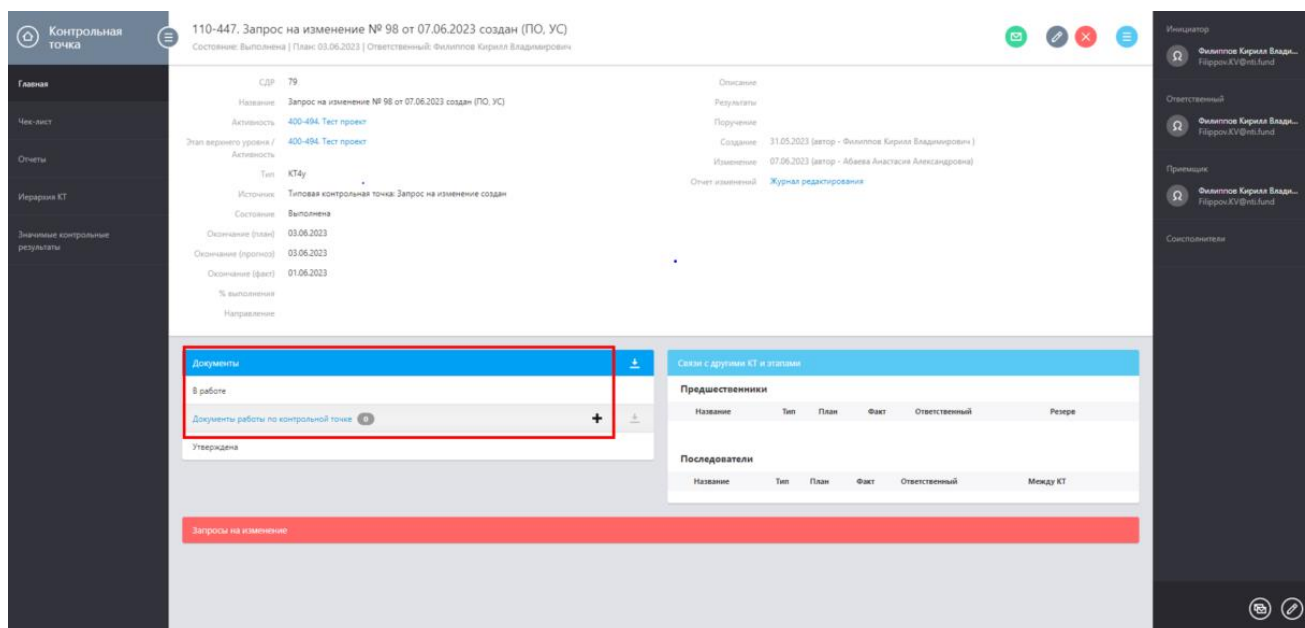 Контрольная точка
110-447. Запрос на изменение № 98 от 07.06.2023 создан (ПО, УС)
Состояние: Выполнена | План: 03.06.2023 | Ответственный: Филиппов Кирилл Владимирович
Главная
Чек-лист
Отчеты
Иерархия КТ
Значимые контрольные результаты
СДР 79
Название Запрос на изменение № 98 от 07.06.2023 создан (ПО, УС)
Активность 400-494. Тест проект
Этап верхнего уровня / Активность 400-494. Тест проект
Тип КТ4у
Источник Типовая контрольная точка: Запрос на изменение создан
Состояние Выполнена
Окончание (план) 03.06.2023
Окончание (прогноз) 03.06.2023
Окончание (факт) 01.06.2023
% выполнения
Направление
Описание
Результаты
Поручение
Создание 31.05.2023 (автор - Филиппов Кирилл Владимирович )
Изменение 07.06.2023 (автор - Абаева Анастасия Александровна)
Отчет изменений Журнал редактирования
Документы
В работе
Документы работы по контрольной точке 0
Утверждена
Связи с другими КТ и этапами
Предшественники
Название Тип План Факт Ответственный Резерв
Последователи
Название Тип План Факт Ответственный Между КТ
Запросы на изменение
Инициатор
Филиппов Кирилл Влади...
Filippov.KV@nti.fund
Ответственный
Филиппов Кирилл Влади...
Filippov.KV@nti.fund
Приемщик
Филиппов Кирилл Влади...
Filippov.KV@nti.fund
Соисполнители